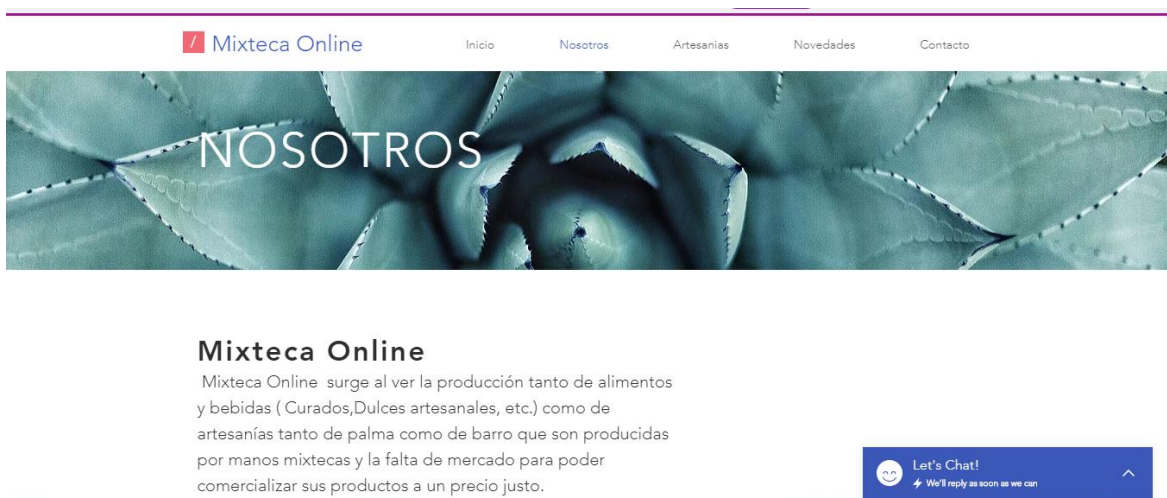 / Mixteca Online
Inicio Nosotros Artesanias Novedades Contacto
NOSOTROS
Mixteca Online
Mixteca Online surge al ver la producción tanto de alimentos
y bebidas ( Curados,Dulces artesanales, etc.) como de
artesanías tanto de palma como de barro que son producidas
por manos mixtecas y la falta de mercado para poder
comercializar sus productos a un precio justo.
Let's Chat!
We'll reply as soon as we can